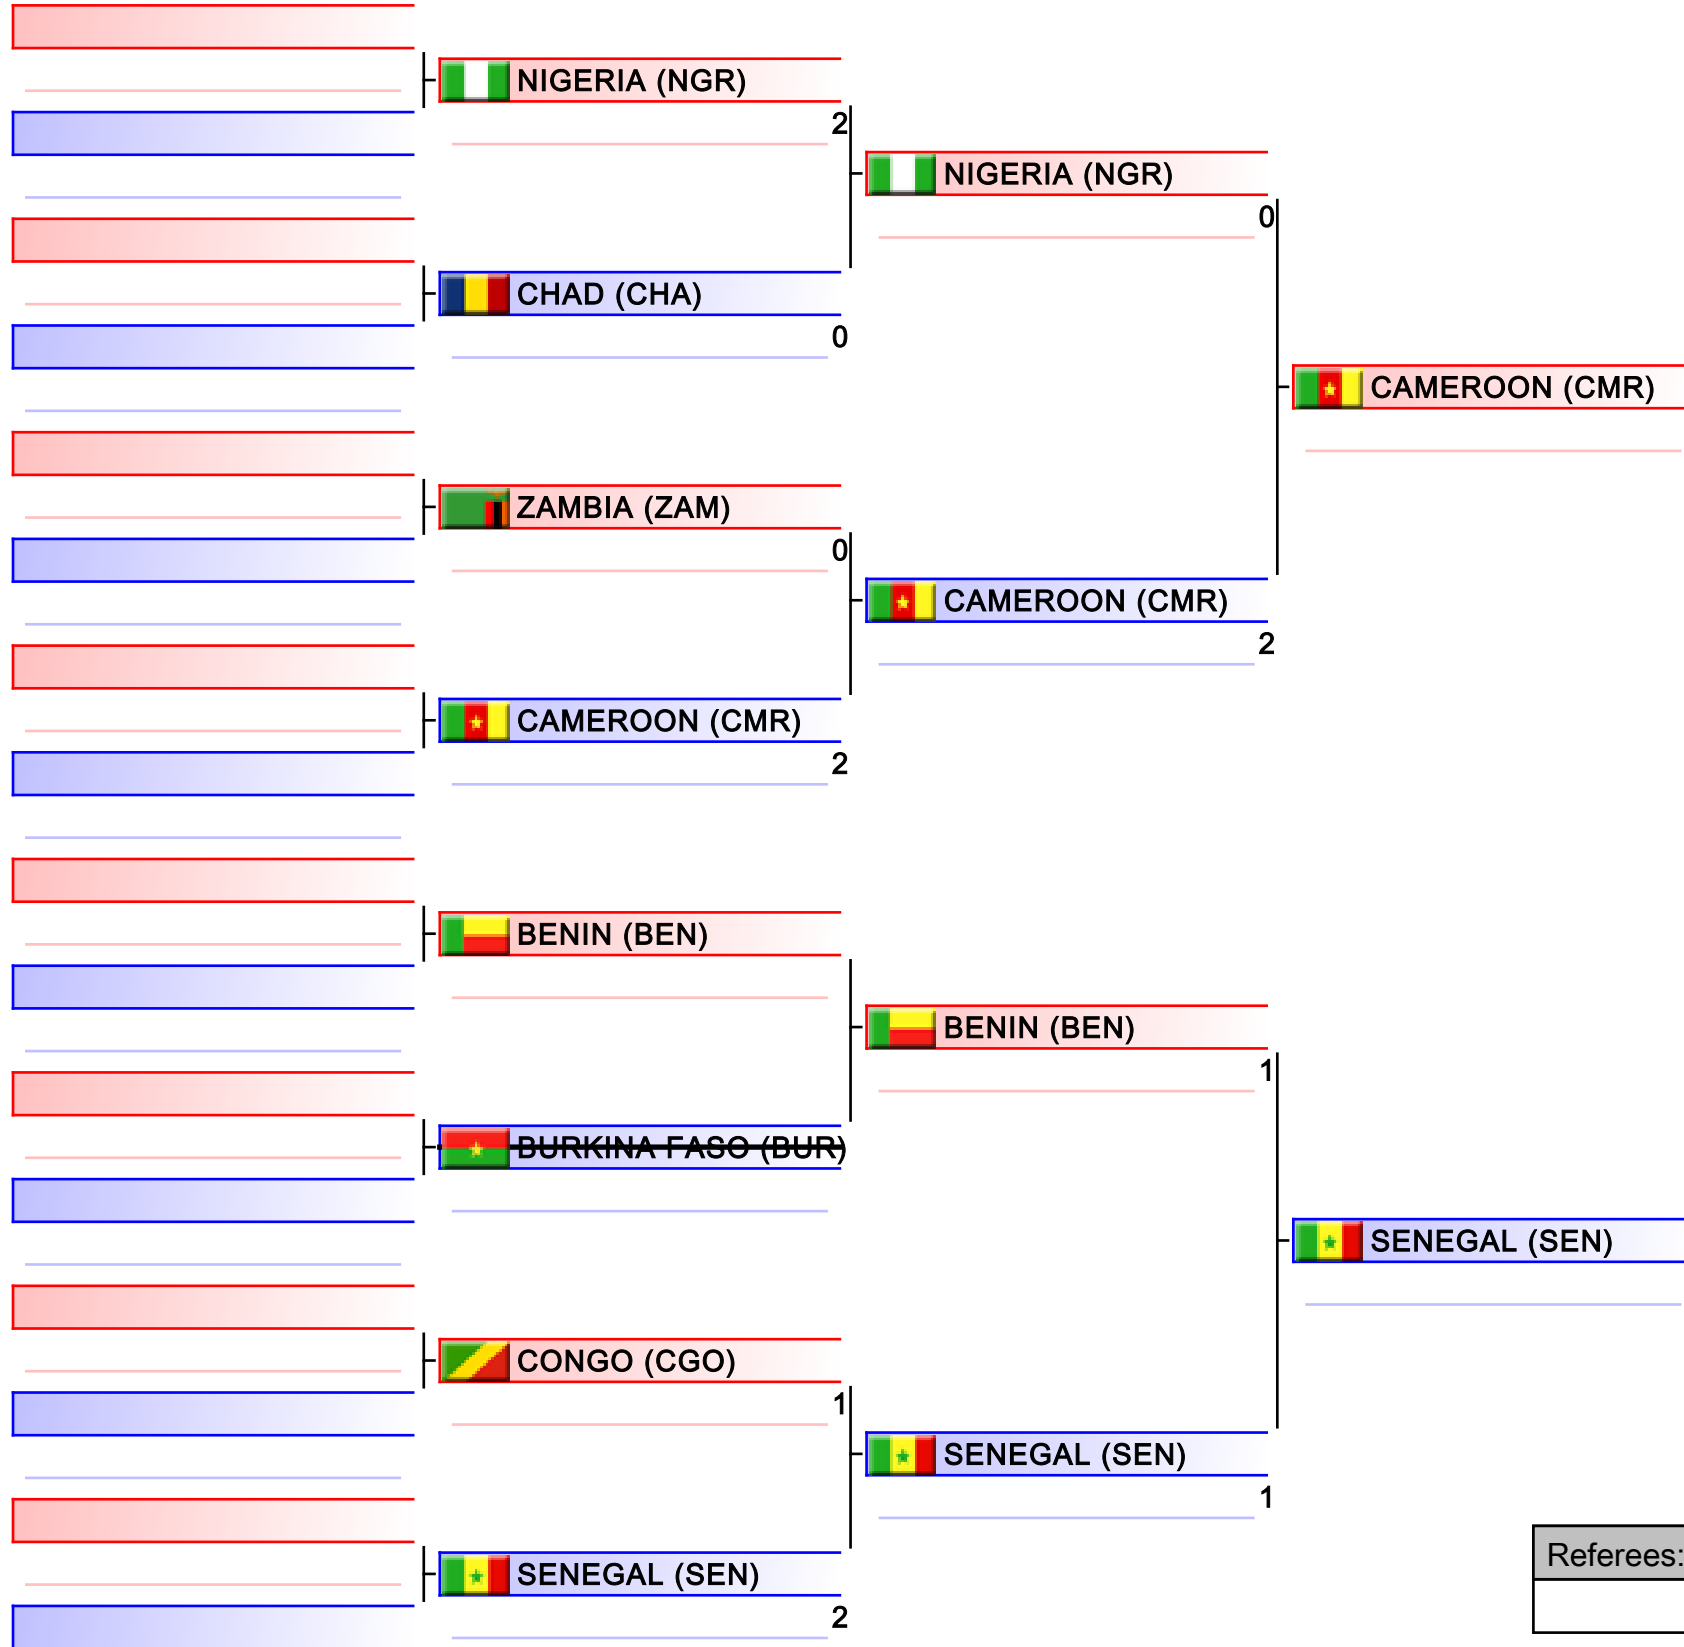 NIGERIA (NGR)
2
NIGERIA (NGR)
0
CHAD (CHA)
0
CAMEROON (CMR)
ZAMBIA (ZAM)
0
CAMEROON (CMR)
2
CAMEROON (CMR)
2
BENIN (BEN)
BENIN (BEN)
1
BURKINA FASO (BUR)
SENEGAL (SEN)
CONGO (CGO)
1
SENEGAL (SEN)
1
Referees:
SENEGAL (SEN)
2